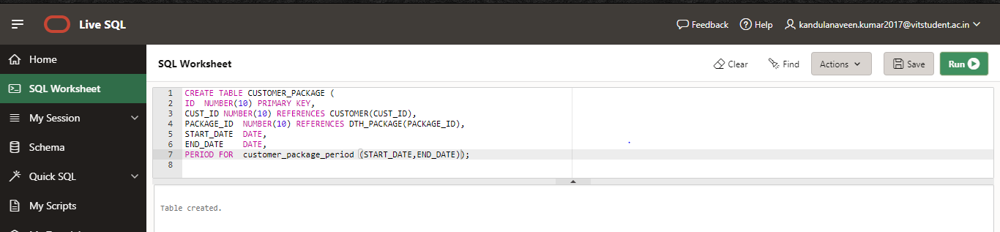 Live SQL
Feedback Help kandulanaveen.kumar2017@vitstudent.ac.in
Home
SQL Worksheet
My Session
Schema
Quick SQL
My Scripts
SQL Worksheet
Clear Find Actions Save Run
1 CREATE TABLE CUSTOMER_PACKAGE (
2 ID NUMBER(10) PRIMARY KEY,
3 CUST_ID NUMBER(10) REFERENCES CUSTOMER(CUST_ID),
4 PACKAGE_ID NUMBER(10) REFERENCES DTH_PACKAGE(PACKAGE_ID),
5 START_DATE DATE,
6 END_DATE DATE,
7 PERIOD FOR customer_package_period (START_DATE,END_DATE));
8
Table created.